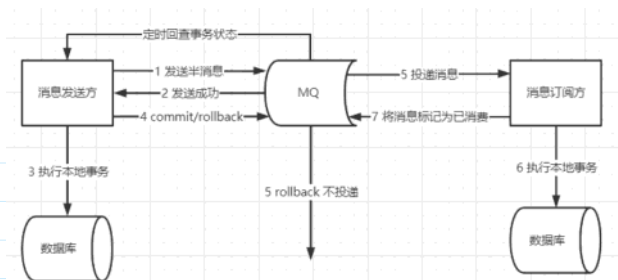 定时回查事务状态
1 发送半消息
5 投递消息
消息发送方
2 发送成功
MQ
消息订阅方
4 commit/rollback
7 将消息标记为已消费
3 执行本地事务
6 执行本地事务
5 rollback 不投递
数据库
数据库